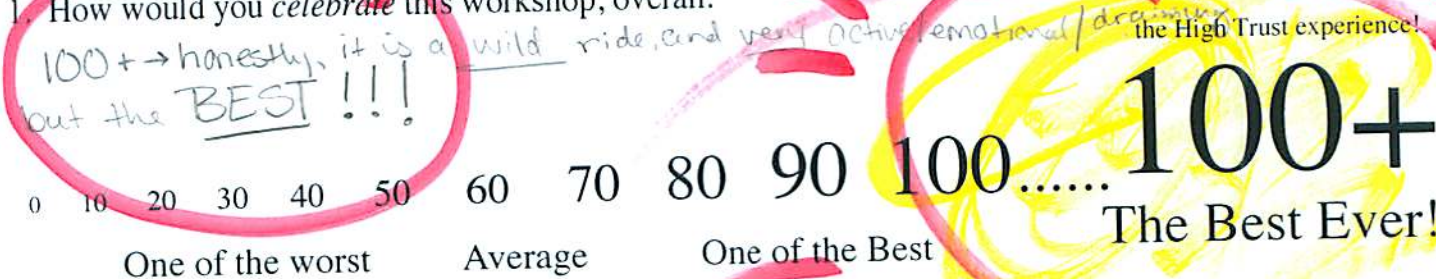 1. How would you celebrate this workshop, overall?
100+ → honestly, it is a wild ride, and very active/emotional/draining
the High Trust experience!
but the BEST!!!
0 10 20 30 40 50 60 70 80 90 100......100+
One of the worst Average One of the Best The Best Ever!